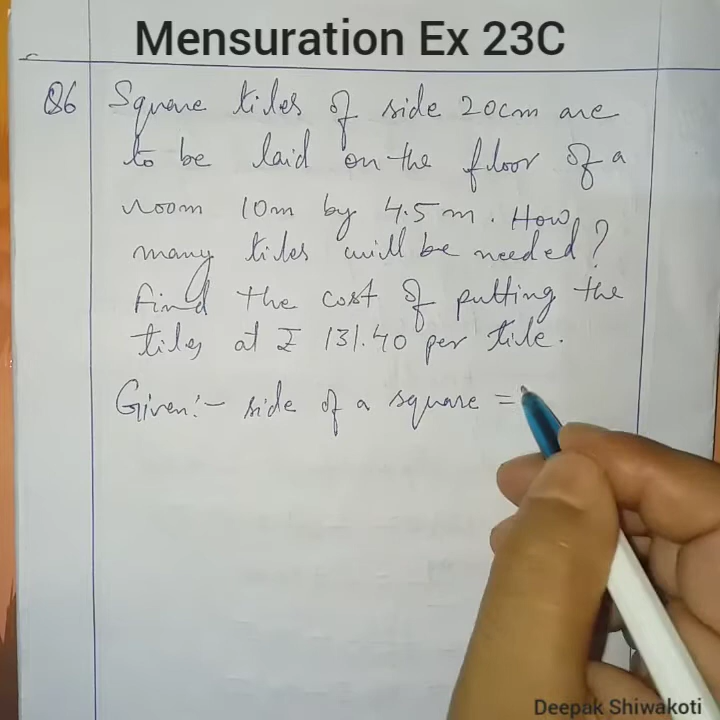 Mensuration Ex 23C
Q6 Square tiles of side 20cm are
to be laid on the floor of a
room 10m by 4.5m. How
many tiles will be needed?
Find the cost of putting the
tiles at ₹ 131.40 per tile.
Given:- side of a square =
Deepak Shiwakoti